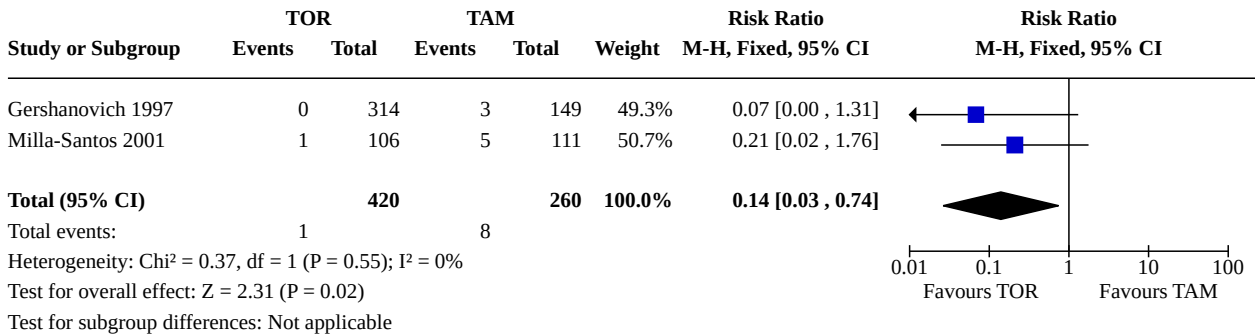 TOR TAM Risk Ratio Risk Ratio
Study or Subgroup Events Total Events Total Weight M-H, Fixed, 95% CI M-H, Fixed, 95% CI
Gershanovich 1997 0 314 3 149 49.3% 0.07 [0.00 , 1.31]
Milla-Santos 2001 1 106 5 111 50.7% 0.21 [0.02 , 1.76]
Total (95% CI) 420 260 100.0% 0.14 [0.03 , 0.74]
Total events: 1 8
Heterogeneity: Chi² = 0.37, df = 1 (P = 0.55); I² = 0%
0.01 0.1 1 10 100
Test for overall effect: Z = 2.31 (P = 0.02) Favours TOR Favours TAM
Test for subgroup differences: Not applicable